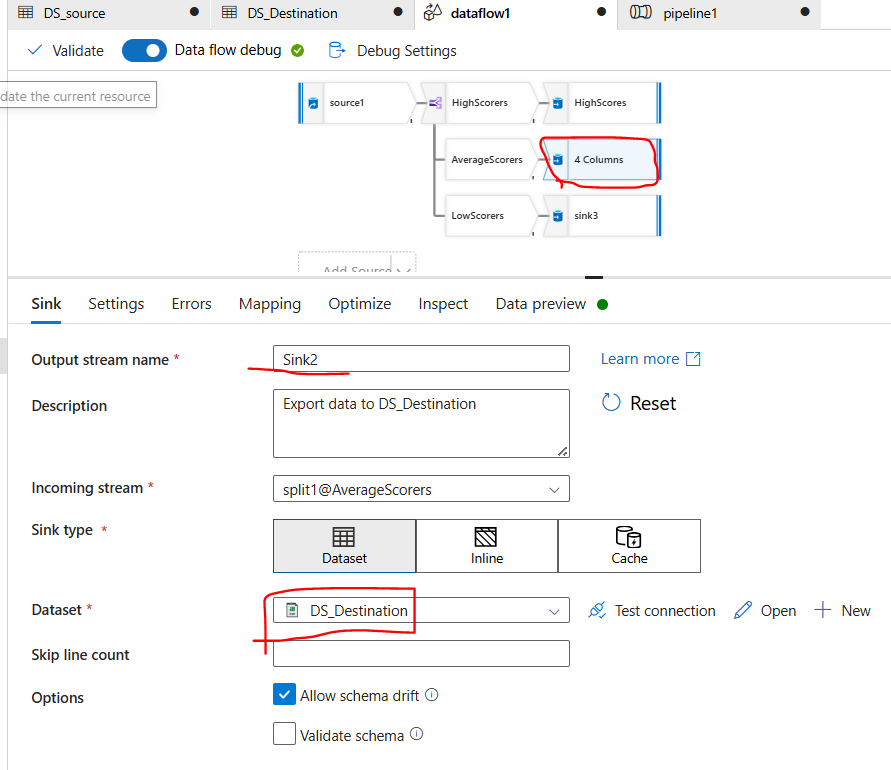 DS_source
DS_Destination
dataflow1
pipeline1
Validate
Data flow debug
Debug Settings
date the current resource
source1
HighScorers
HighScores
AverageScorers
4 Columns
LowScorers
sink3
Add Source
Sink
Settings
Errors
Mapping
Optimize
Inspect
Data preview
Output stream name *
Sink2
Learn more
Description
Export data to DS_Destination
Reset
Incoming stream *
split1@AverageScorers
Sink type *
Dataset
Inline
Cache
Dataset *
DS_Destination
Test connection
Open
New
Skip line count
Options
Allow schema drift
Validate schema